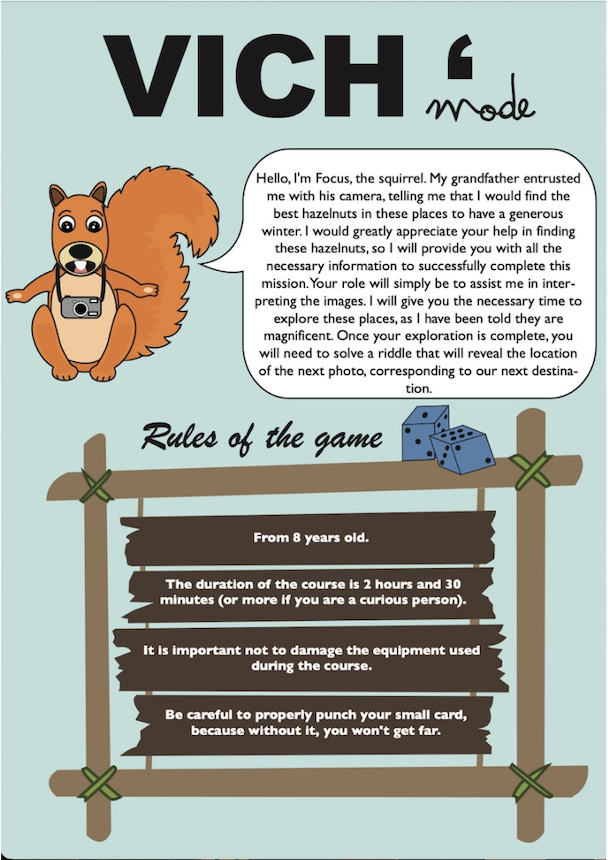 VICH ‘
mode
Hello, I'm Focus, the squirrel. My grandfather entrusted
me with his camera, telling me that I would find the
best hazelnuts in these places to have a generous
winter. I would greatly appreciate your help in finding
these hazelnuts, so I will provide you with all the
necessary information to successfully complete this
mission.Your role will simply be to assist me in inter-
preting the images. I will give you the necessary time to
explore these places, as I have been told they are
magnificent. Once your exploration is complete, you
will need to solve a riddle that will reveal the location
of the next photo, corresponding to our next destina-
tion.
Rules of the game
From 8 years old.
The duration of the course is 2 hours and 30
minutes (or more if you are a curious person).
It is important not to damage the equipment used
during the course.
Be careful to properly punch your small card,
because without it, you won't get far.